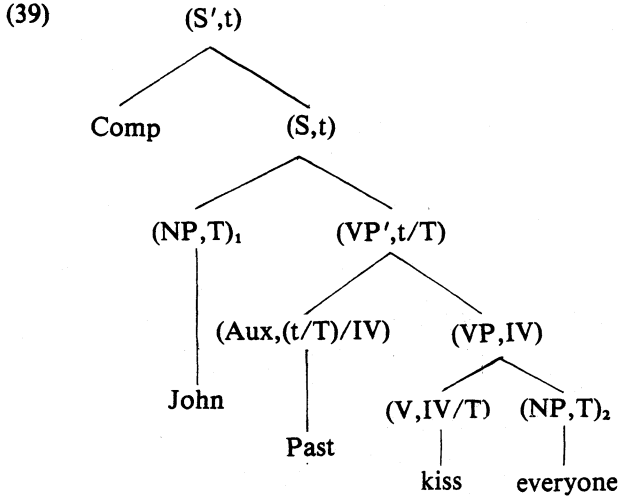 (39)
(S′,t)
Comp (S,t)
(NP,T)₁ (VP′,t/T)
(Aux,(t/T)/IV) (VP,IV)
John (V,IV/T) (NP,T)₂
Past
kiss everyone